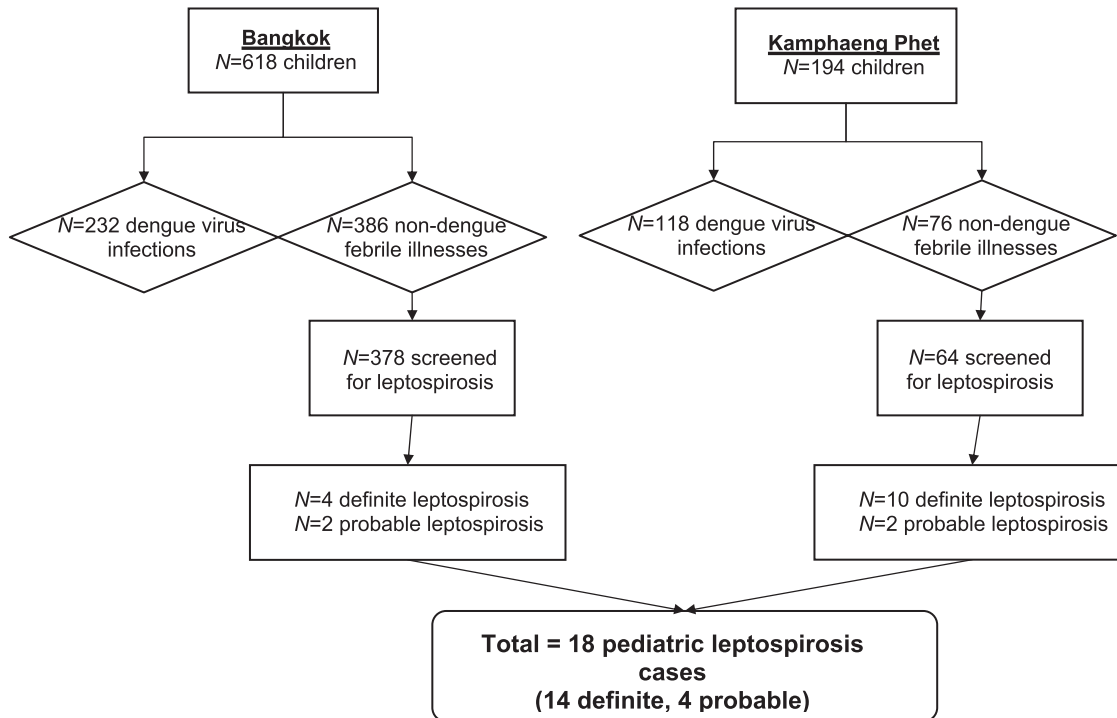 Bangkok
N=618 children
Kamphaeng Phet
N=194 children
N=232 dengue virus
infections
N=386 non-dengue
febrile illnesses
N=118 dengue virus
infections
N=76 non-dengue
febrile illnesses
N=378 screened
for leptospirosis
N=64 screened
for leptospirosis
N=4 definite leptospirosis
N=2 probable leptospirosis
N=10 definite leptospirosis
N=2 probable leptospirosis
Total = 18 pediatric leptospirosis
cases
(14 definite, 4 probable)